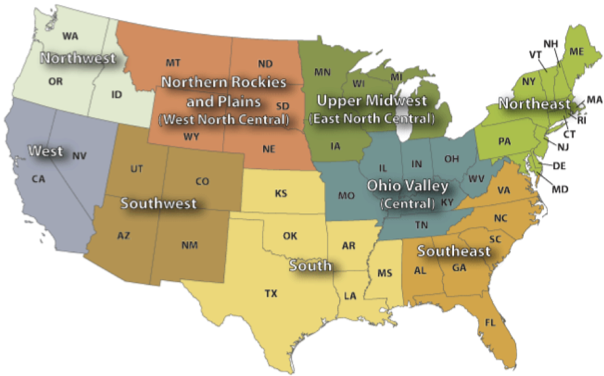 WA
Northwest
OR
ID
MT
ND
Northern Rockies
and Plains
(West North Central)
SD
WY
NE
MN
WI
MI
Upper Midwest
(East North Central)
IA
NH
VT
ME
NY
Northeast
MA
RI
CT
PA
NJ
DE
MD
West
NV
CA
UT
CO
Southwest
AZ
NM
KS
OK
AR
South
TX
LA
MS
IL
IN
OH
WV
MO
Ohio Valley
(Central)
KY
TN
VA
NC
SC
Southeast
AL
GA
FL